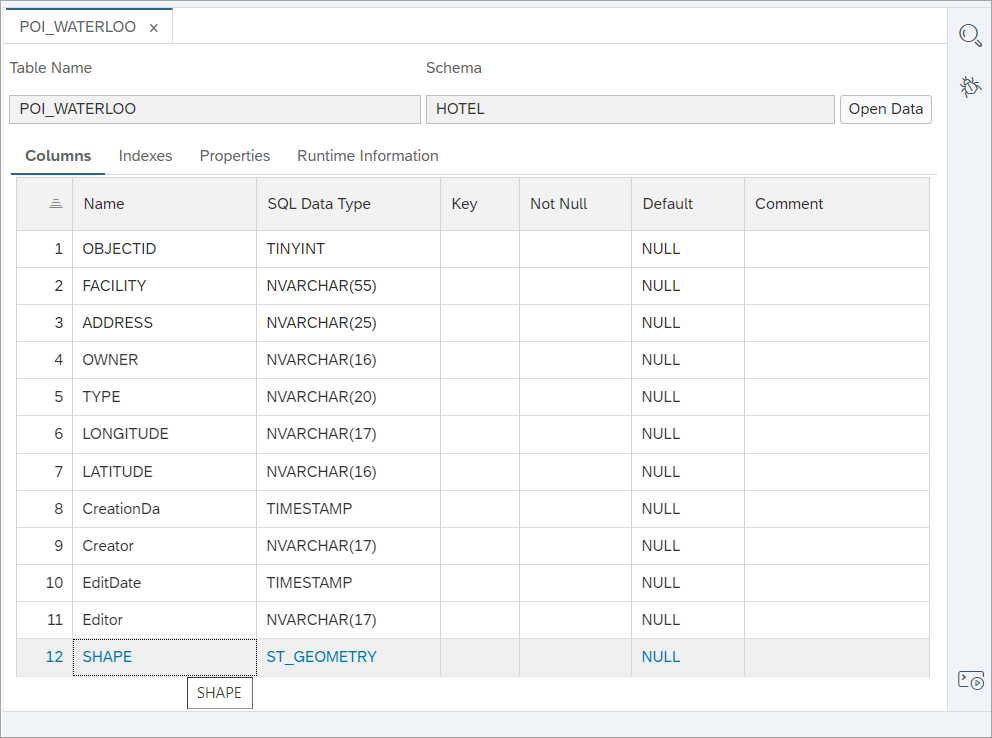 POI_WATERLOO ×
Table Name Schema
POI_WATERLOO HOTEL Open Data
Columns Indexes Properties Runtime Information
Name SQL Data Type Key Not Null Default Comment
1 OBJECTID TINYINT NULL
2 FACILITY NVARCHAR(55) NULL
3 ADDRESS NVARCHAR(25) NULL
4 OWNER NVARCHAR(16) NULL
5 TYPE NVARCHAR(20) NULL
6 LONGITUDE NVARCHAR(17) NULL
7 LATITUDE NVARCHAR(16) NULL
8 CreationDa TIMESTAMP NULL
9 Creator NVARCHAR(17) NULL
10 EditDate TIMESTAMP NULL
11 Editor NVARCHAR(17) NULL
12 SHAPE ST_GEOMETRY NULL
SHAPE